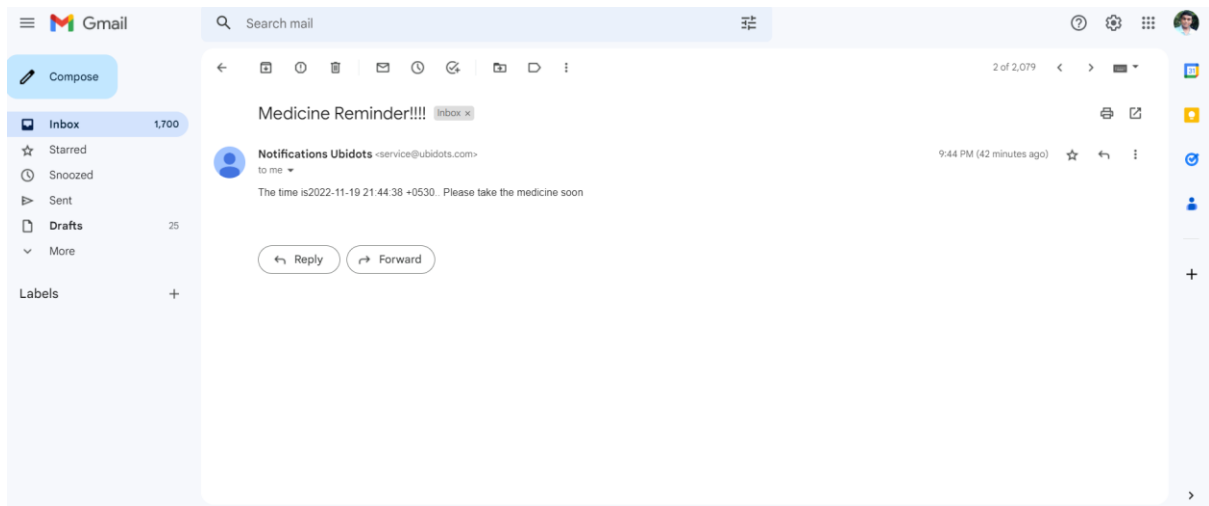 Gmail
Search mail
Compose
2 of 2,079
31
Medicine Reminder!!!! Inbox ×
Inbox 1,700
Starred
Notifications Ubidots <service@ubidots.com> 9:44 PM (42 minutes ago)
to me
Snoozed
The time is2022-11-19 21:44:38 +0530.. Please take the medicine soon
Sent
Drafts 25
More
Reply Forward
Labels